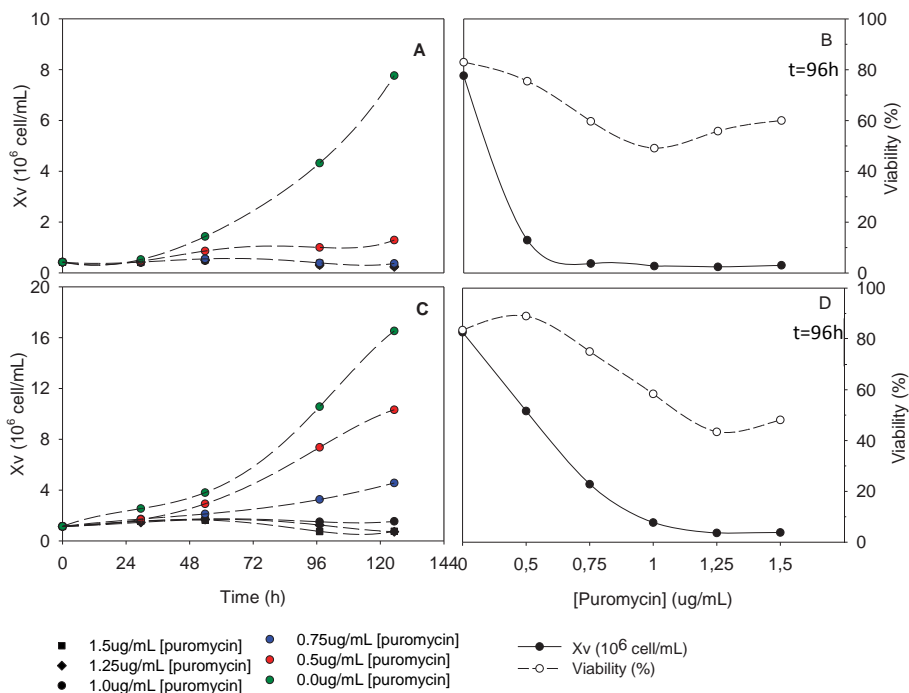 10
8
6
4
2
0
Xv (10⁶ cell/mL)
A
B
t=96h
100
80
60
40
20
0
Viability (%)
20
16
12
8
4
0
Xv (10⁶ cell/mL)
C
D
t=96h
100
80
60
40
20
0
Viability (%)
0 24 48 72 96 120 144
Time (h)
0 0,5 0,75 1 1,25 1,5
[Puromycin] (ug/mL)
1.5ug/mL [puromycin]
1.25ug/mL [puromycin]
1.0ug/mL [puromycin]
0.75ug/mL [puromycin]
0.5ug/mL [puromycin]
0.0ug/mL [puromycin]
Xv (10⁶ cell/mL)
Viability (%)